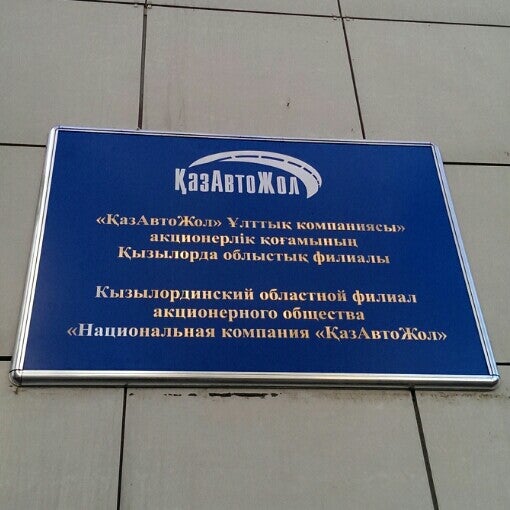 ҚазАвтоЖол
«ҚазАвтоЖол» Ұлттық компаниясы»
акционерлік қоғамының
Қызылорда облыстық филиалы
Кызылординский областной филиал
акционерного общества
«Национальная компания «ҚазАвтоЖол»